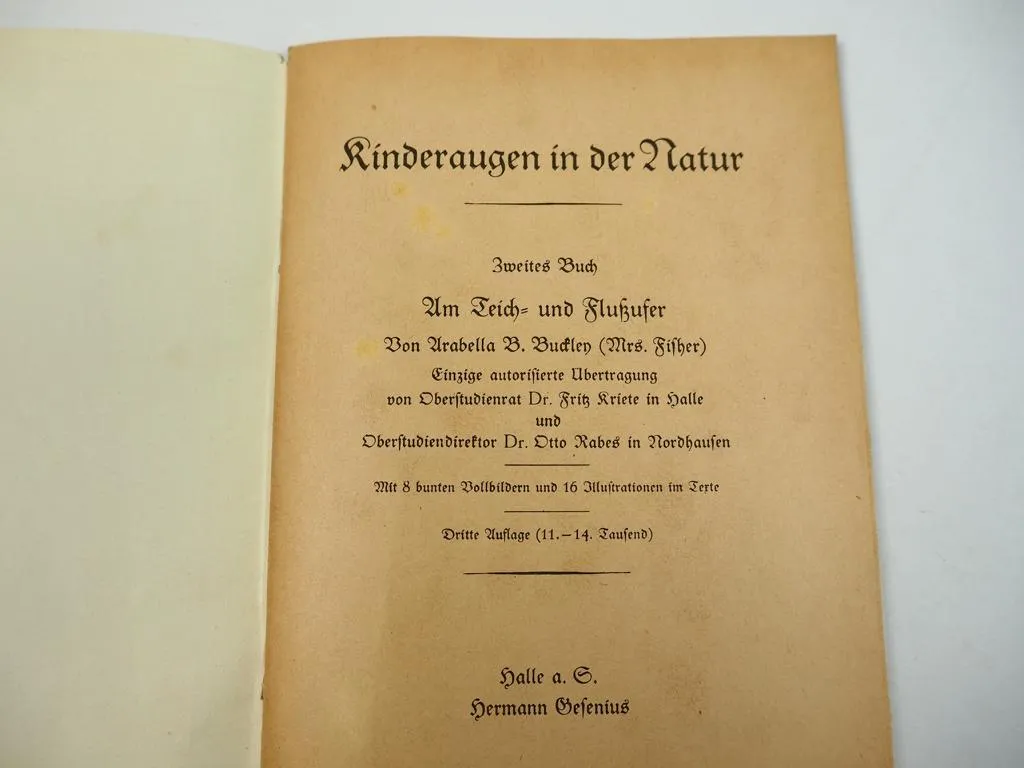 Kinderaugen in der Natur
Zweites Buch
Am Teich- und Flußufer
Von Arabella B. Buckley (Mrs. Fisher)
Einzige autorisierte Übertragung
von Oberstudienrat Dr. Fritz Kriete in Halle
und
Oberstudiendirektor Dr. Otto Rabes in Nordhausen
Mit 8 bunten Vollbildern und 16 Illustrationen im Texte
Dritte Auflage (11.–14. Tausend)
Halle a. S.
Hermann Gesenius